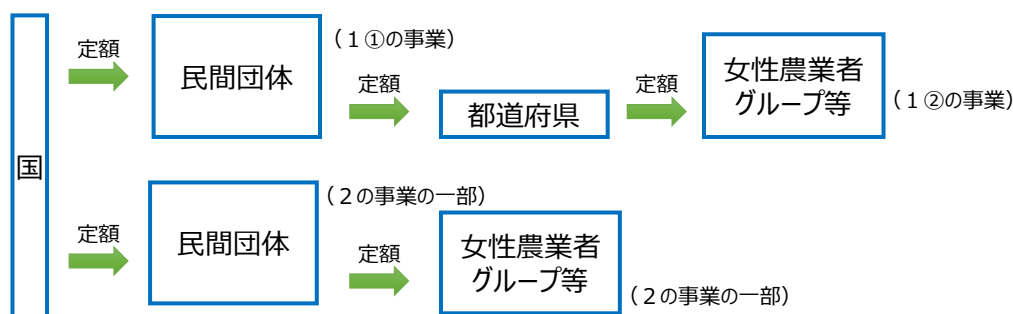 国
定額
民間団体
（１①の事業）
定額
都道府県
定額
女性農業者
グループ等
（１②の事業）
定額
民間団体
（２の事業の一部）
定額
女性農業者
グループ等
（２の事業の一部）